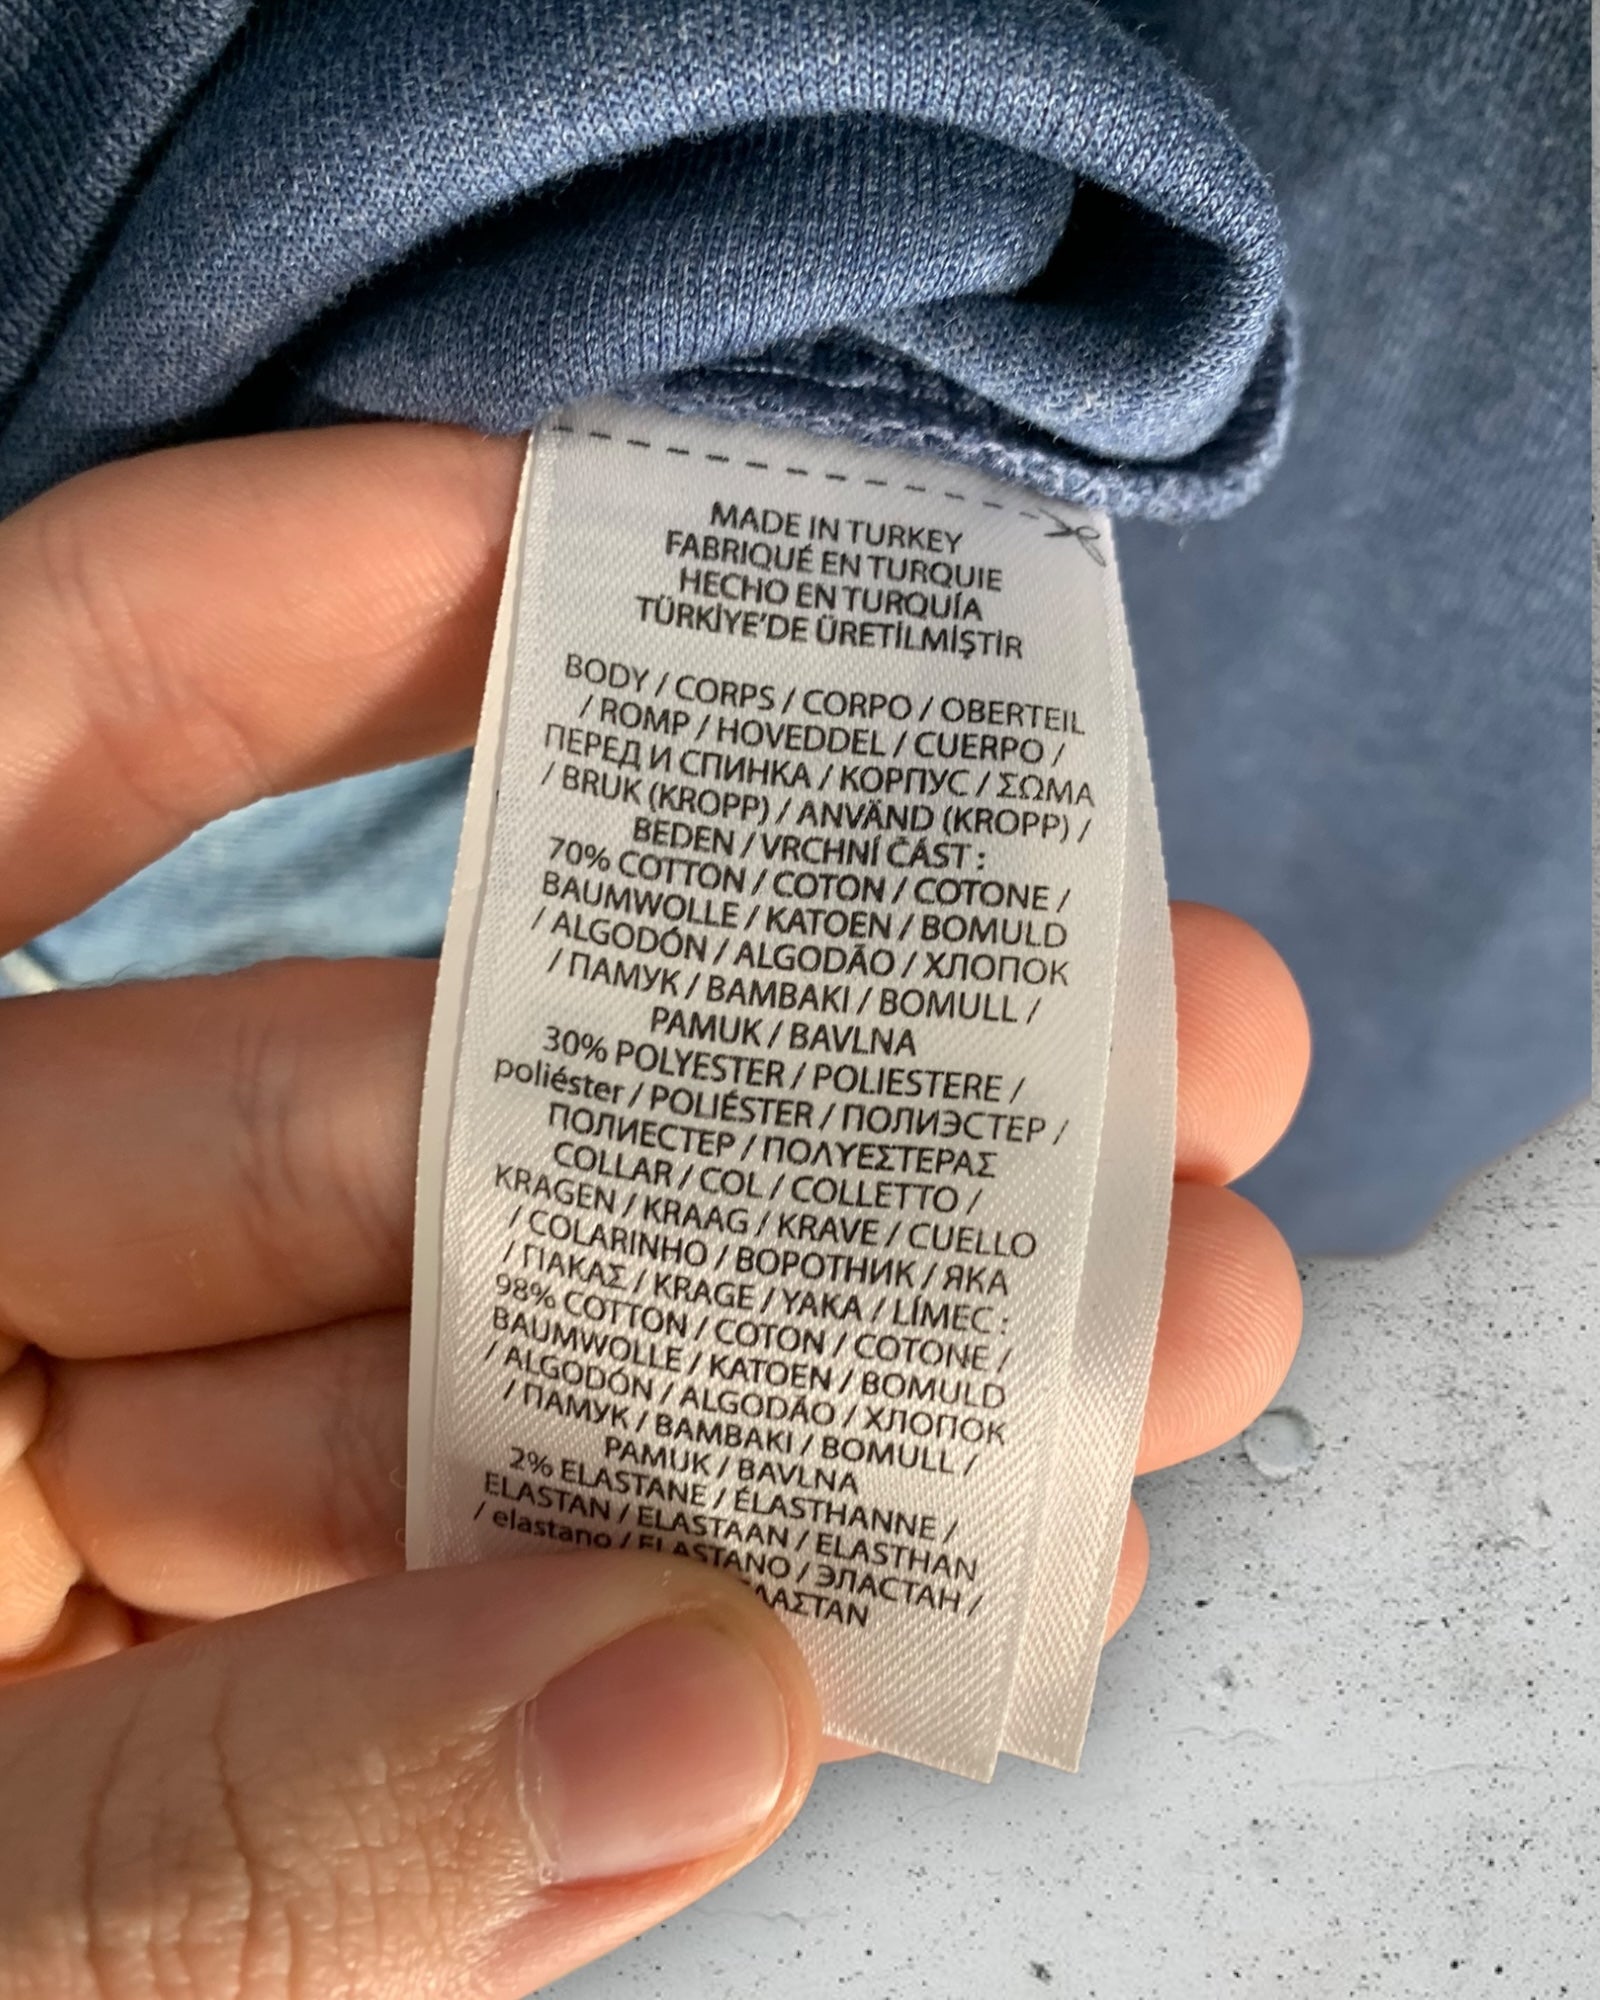 MADE IN TURKEY
FABRIQUÉ EN TURQUIE
HECHO EN TURQUÍA
TÜRKİYE'DE ÜRETİLMİŞTİR
BODY / CORPS / CORPO / OBERTEIL
/ ROMP / HOVEDDEL / CUERPO /
ПЕРЕД И СПИНКА / КОРПУС / ΣΩΜΑ
/ BRUK (KROPP) / ANVÄND (KROPP) /
BEDEN / VRCHNÍ ČÁST :
70% COTTON / COTON / COTONE /
BAUMWOLLE / KATOEN / BOMULD
/ ALGODÓN / ALGODÃO / ХЛОПОК
/ ПАМУК / BAMBAKI / BOMULL /
PAMUK / BAVLNA
30% POLYESTER / POLIESTERE /
poliéster / POLIÉSTER / ПОЛИЭСТЕР /
ПОЛИЕСТЕР / ΠΟΛΥΕΣΤΕΡΑΣ
COLLAR / COL / COLLETTO /
KRAGEN / KRAAG / KRAVE / CUELLO
/ COLARINHO / ВОРОТНИК / ЯКА
/ ΓΙΑΚΑΣ / KRAGE / YAKA / LÍMEC :
98% COTTON / COTON / COTONE /
BAUMWOLLE / KATOEN / BOMULD
/ ALGODÓN / ALGODÃO / ХЛОПОК
/ ПАМУК / BAMBAKI / BOMULL /
PAMUK / BAVLNA
2% ELASTANE / ÉLASTHANNE /
ELASTAN / ELASTAAN / ELASTHAN
/ elastano / ELASTANO / ЭЛАСТАН /